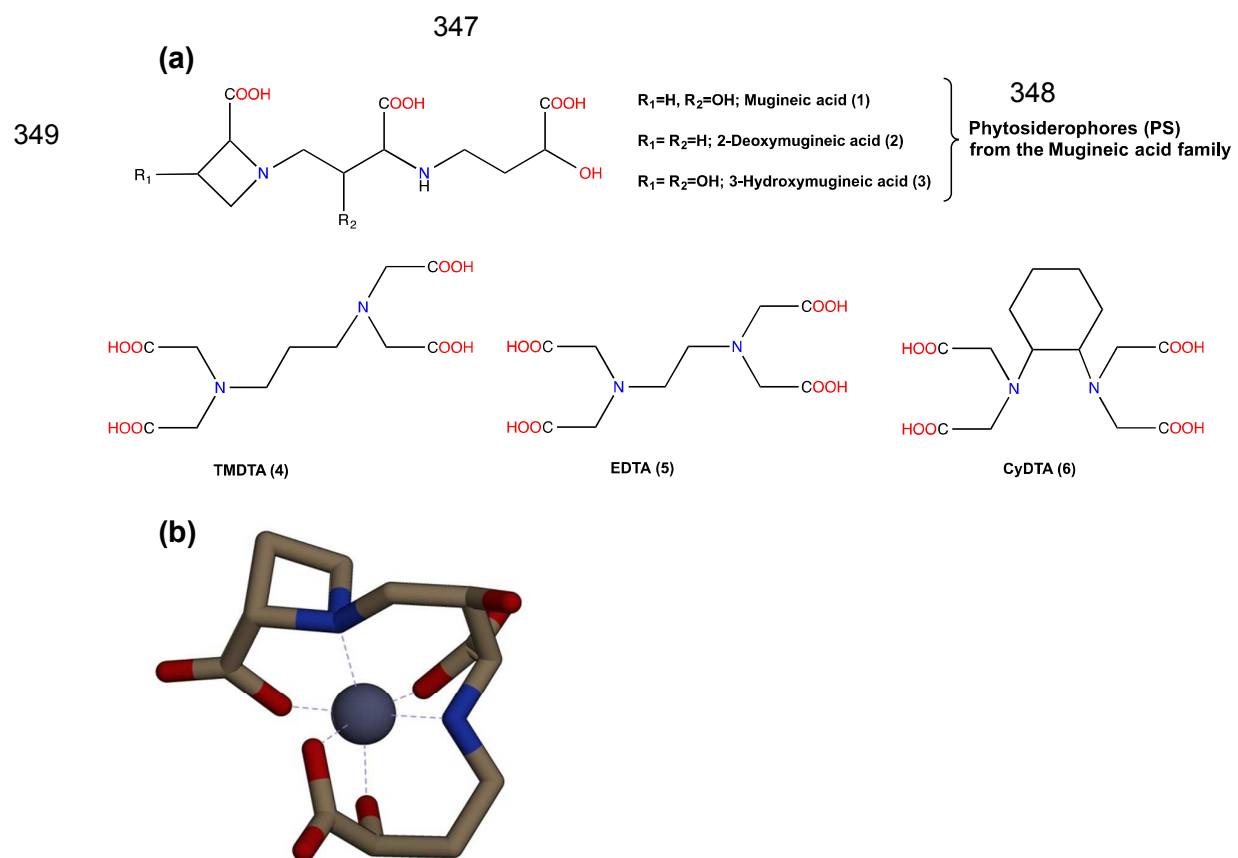 347
(a)
349
COOH
COOH
COOH
R1
N
N
H
OH
R2
R1=H, R2=OH; Mugineic acid (1)
R1= R2=H; 2-Deoxymugineic acid (2)
R1= R2=OH; 3-Hydroxymugineic acid (3)
348
Phytosiderophores (PS)
from the Mugineic acid family
COOH
N
HOOC
COOH
N
HOOC
TMDTA (4)
COOH
HOOC
N
N
COOH
HOOC
EDTA (5)
HOOC
COOH
N
N
HOOC
COOH
CyDTA (6)
(b)